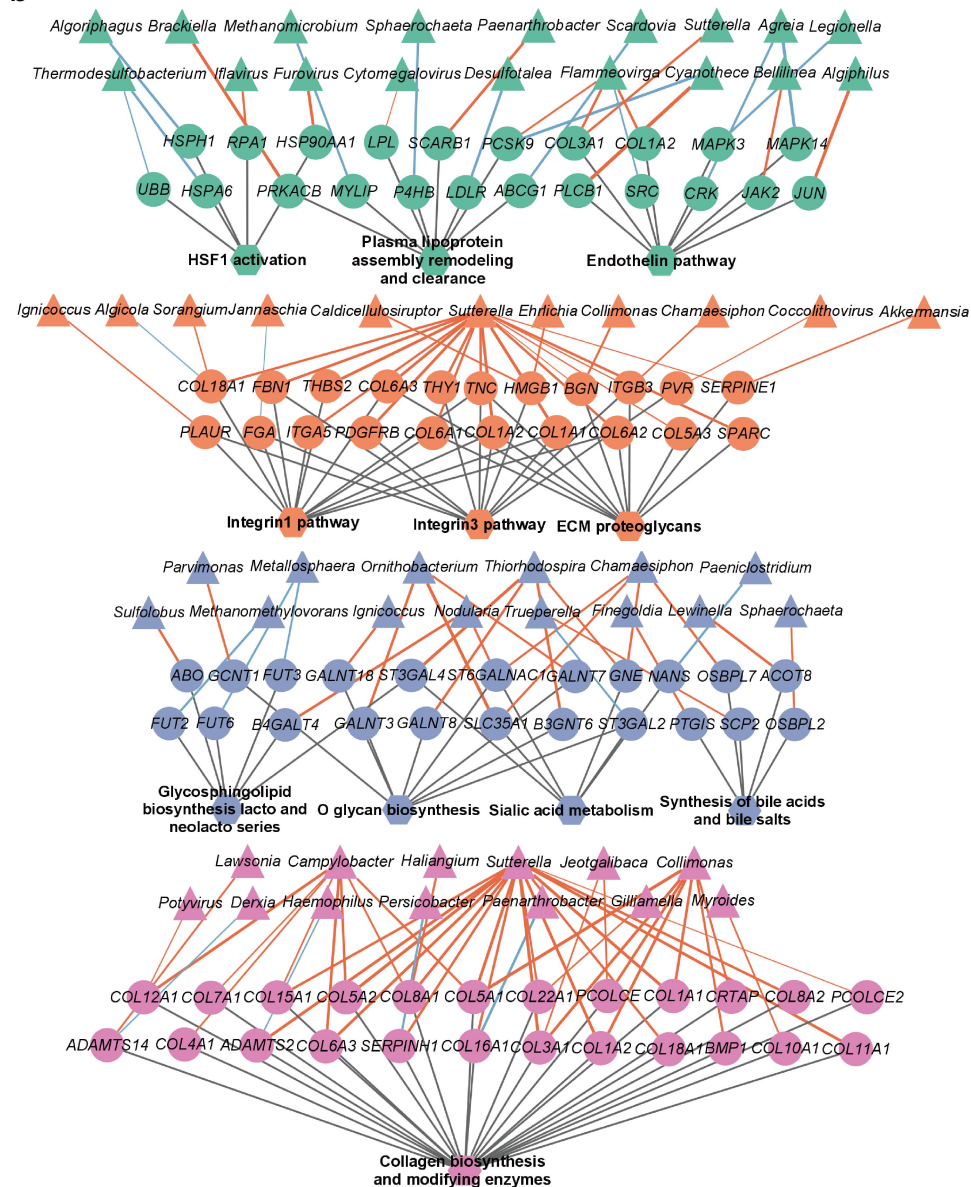 Algoriphagus Brackiella Methanomicrobium Sphaerochaeta Paenarthrobacter Scardovia Sutterella Agreia Legionella
Thermodesulfobacterium Iflavirus Furovirus Cytomegalovirus Desulfotalea Flammeovirga Cyanothece Bellilinea Algiphilus
HSPH1 RPA1 HSP90AA1 LPL SCARB1 PCSK9 COL3A1 COL1A2 MAPK3 MAPK14
UBB HSPA6 PRKACB MYLIP P4HB LDLR ABCG1 PLCB1 SRC CRK JAK2 JUN
HSF1 activation
Plasma lipoprotein
assembly remodeling
and clearance
Endothelin pathway
Ignicoccus Algicola Sorangium Jannaschia Caldicellulosiruptor Sutterella Ehrlichia Collimonas Chamaesiphon Coccolithovirus Akkermansia
COL18A1 FBN1 THBS2 COL6A3 THY1 TNC HMGB1 BGN ITGB3 PVR SERPINE1
PLAUR FGA ITGA5 PDGFRB COL6A1 COL1A2 COL1A1 COL6A2 COL5A3 SPARC
Integrin1 pathway Integrin3 pathway ECM proteoglycans
Parvimonas Metallosphaera Ornithobacterium Thiorhodospira Chamaesiphon Paeniclostridium
Sulfolobus Methanomethylovorans Ignicoccus Nodularia Trueperella Finegoldia Lewinella Sphaerochaeta
ABO GCNT1 FUT3 GALNT18 ST3GAL4 ST6GALNAC1 GALNT7 GNE NANS OSBPL7 ACOT8
FUT2 FUT6 B4GALT4 GALNT3 GALNT8 SLC35A1 B3GNT6 ST3GAL2 PTGIS SCP2 OSBPL2
Glycosphingolipid
biosynthesis lacto and
neolacto series
O glycan biosynthesis Sialic acid metabolism
Synthesis of bile acids
and bile salts
Lawsonia Campylobacter Haliangium Sutterella Jeotgalibaca Collimonas
Potyvirus Derxia Haemophilus Persicobacter Paenarthrobacter Gilliamella Myroides
COL12A1 COL7A1 COL15A1 COL5A2 COL8A1 COL5A1 COL22A1 PCOLCE COL1A1 CRTAP COL8A2 PCOLCE2
ADAMTS14 COL4A1 ADAMTS2 COL6A3 SERPINH1 COL16A1 COL3A1 COL1A2 COL18A1 BMP1 COL10A1 COL11A1
Collagen biosynthesis
and modifying enzymes